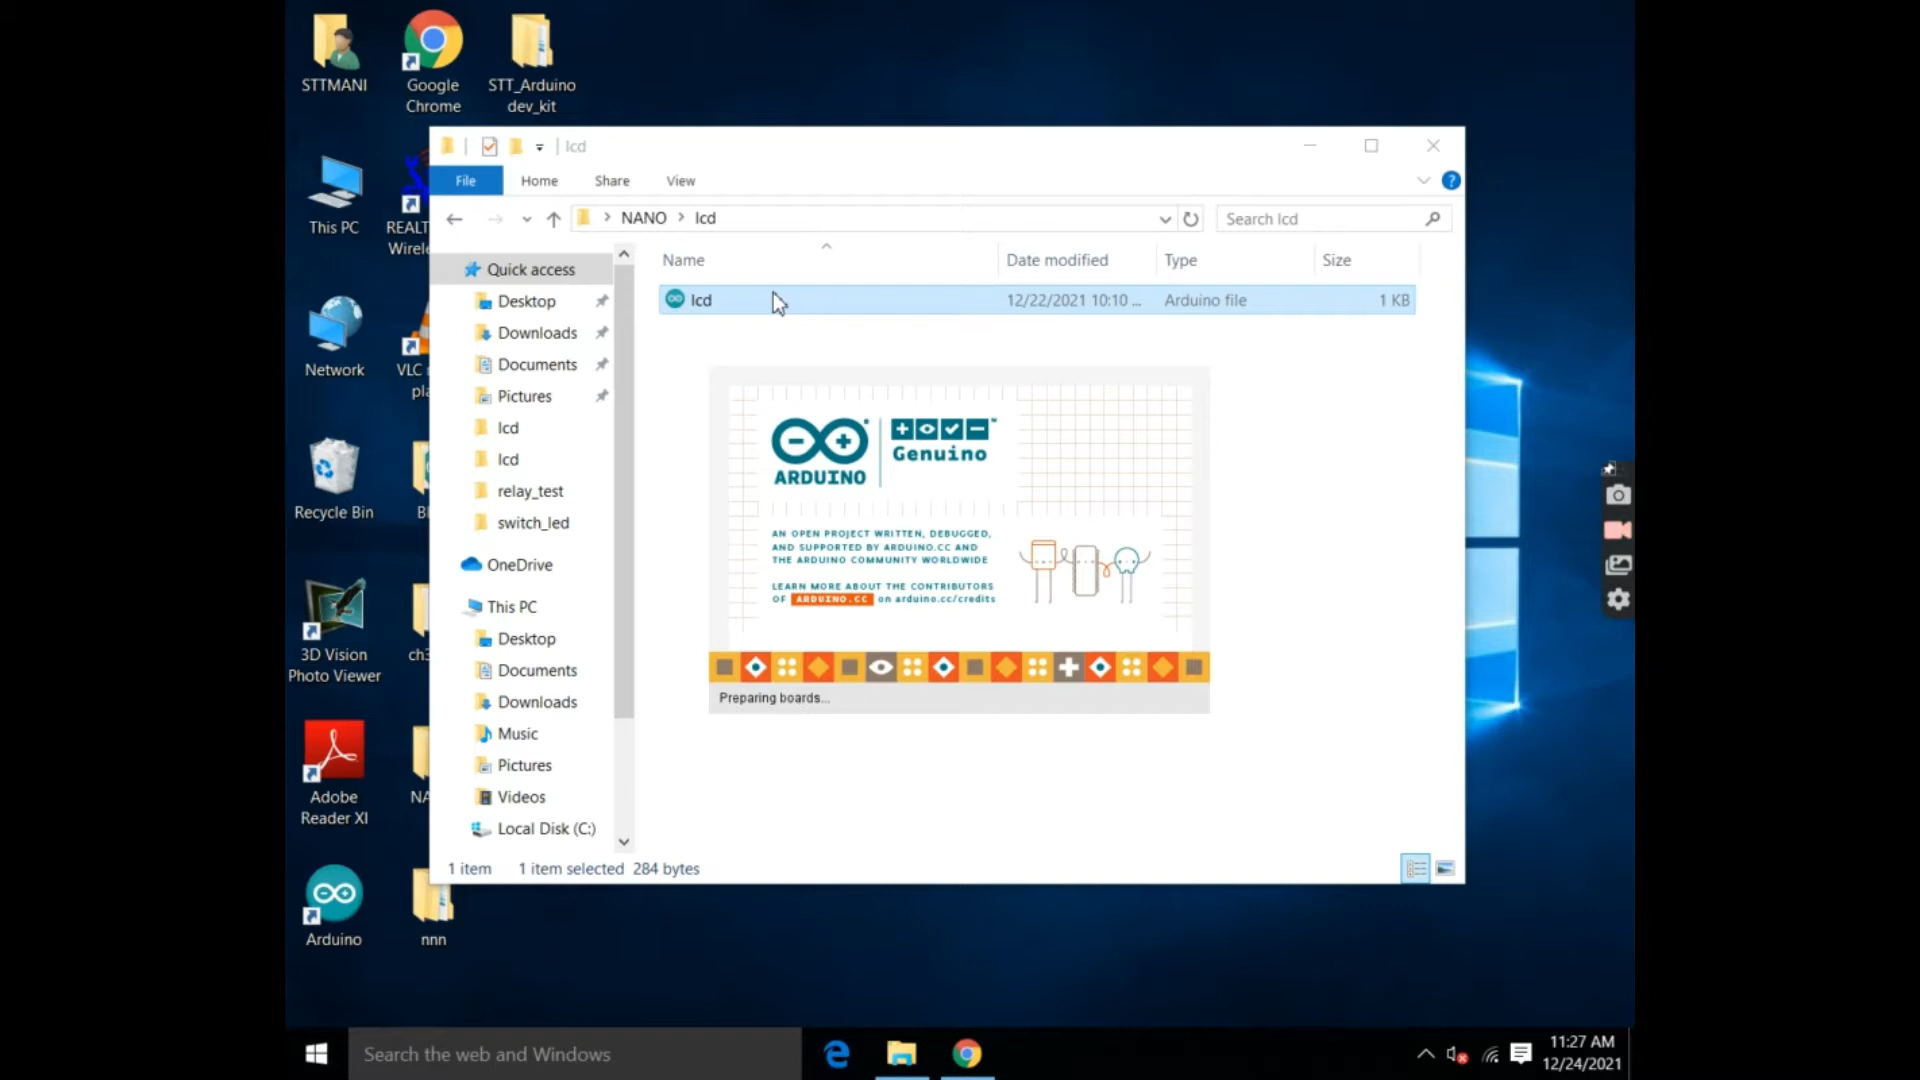 STTMANI
Google
Chrome
STT_Arduino
dev_kit
This PC
REALT
Wirele
Network
VLC
pla
Recycle Bin
3D Vision
Photo Viewer
ch3
Adobe
Reader XI
NA
Arduino
nnn
lcd
File
Home
Share
View
NANO
lcd
Search lcd
Name
Date modified
Type
Size
lcd
12/22/2021 10:10 ...
Arduino file
1 KB
Quick access
Desktop
Downloads
Documents
Pictures
lcd
lcd
relay_test
switch_led
OneDrive
This PC
Desktop
Documents
Downloads
Music
Pictures
Videos
Local Disk (C:)
ARDUINO
Genuino
AN OPEN PROJECT WRITTEN, DEBUGGED,
AND SUPPORTED BY ARDUINO.CC AND
THE ARDUINO COMMUNITY WORLDWIDE
LEARN MORE ABOUT THE CONTRIBUTORS
OF ARDUINO.CC on arduino.cc/credits
Preparing boards...
1 item
1 item selected 284 bytes
Search the web and Windows
11:27 AM
12/24/2021